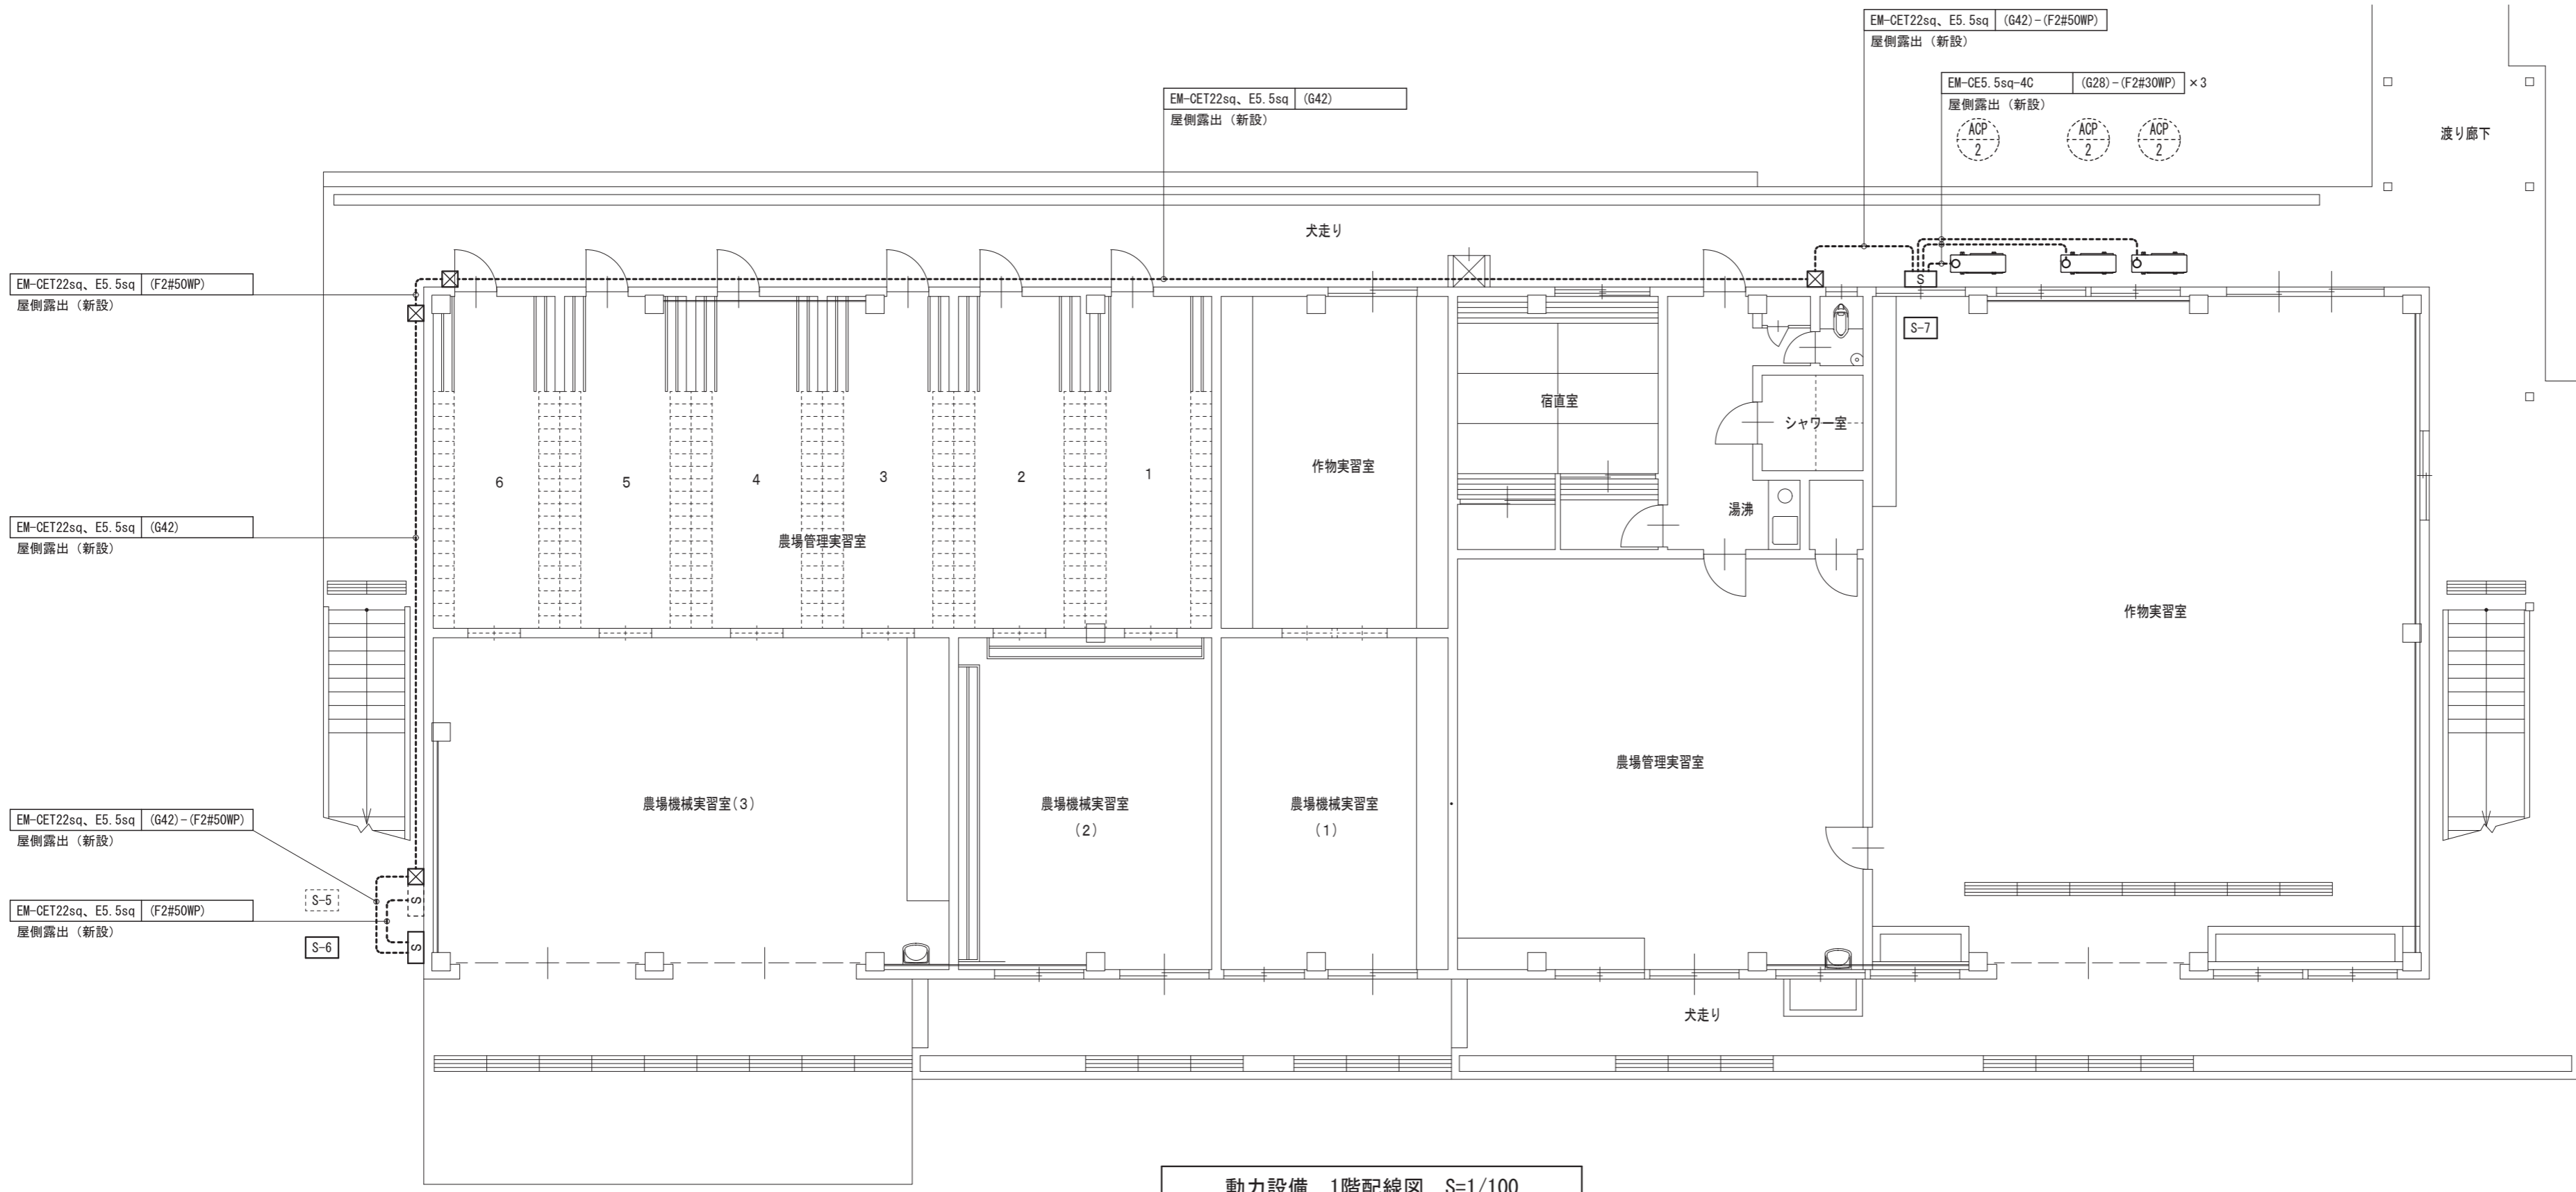 EM-CET22sq、E5.5sq (G42)-(F2#50WP)
屋側露出（新設）
EM-CE5.5sq-4C (G28)-(F2#30WP) ×3
屋側露出（新設）
ACP 2
ACP 2
ACP 2
渡り廊下
EM-CET22sq、E5.5sq (G42)
屋側露出（新設）
犬走り
EM-CET22sq、E5.5sq (F2#50WP)
屋側露出（新設）
S
S-7
宿直室
シャワー室
作物実習室
6
5
4
3
2
1
湯沸
EM-CET22sq、E5.5sq (G42)
屋側露出（新設）
農場管理実習室
作物実習室
農場管理実習室
農場機械実習室(3)
農場機械実習室
(2)
農場機械実習室
(1)
EM-CET22sq、E5.5sq (G42)-(F2#50WP)
屋側露出（新設）
S-5
S
EM-CET22sq、E5.5sq (F2#50WP)
屋側露出（新設）
S-6
S
犬走り
動力設備 1階配線図 S=1/100